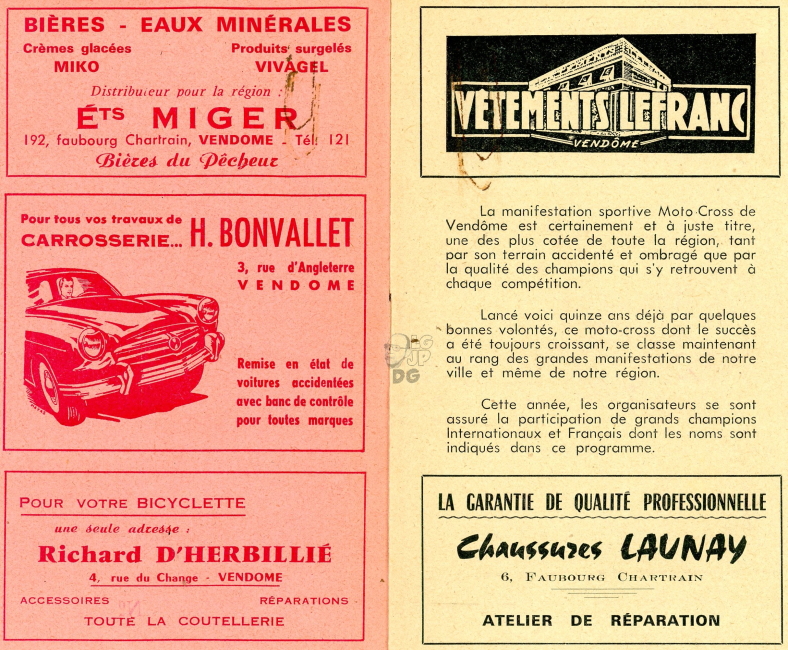 BIÈRES - EAUX MINÉRALES
Crèmes glacées Produits surgelés
MIKO VIVAGEL
Distributeur pour la région :
Éts MIGER
192, faubourg Chartrain, VENDOME - Tél. 121
Bières du Pêcheur
Pour tous vos travaux de
CARROSSERIE... H. BONVALLET
3, rue d'Angleterre
VENDOME
Remise en état de
voitures accidentées
avec banc de contrôle
pour toutes marques
POUR VOTRE BICYCLETTE
une seule adresse :
Richard D'HERBILLIÉ
4, rue du Change - VENDOME
ACCESSOIRES RÉPARATIONS
TOUTE LA COUTELLERIE
VÊTEMENTS LEFRANC
VENDÔME
La manifestation sportive Moto-Cross de
Vendôme est certainement et à juste titre,
une des plus cotée de toute la région, tant
par son terrain accidenté et ombragé que par
la qualité des champions qui s'y retrouvent à
chaque compétition.
Lancé voici quinze ans déjà par quelques
bonnes volontés, ce moto-cross dont le succès
a été toujours croissant, se classe maintenant
au rang des grandes manifestations de notre
ville et même de notre région.
Cette année, les organisateurs se sont
assuré la participation de grands champions
Internationaux et Français dont les noms sont
indiqués dans ce programme.
LA GARANTIE DE QUALITÉ PROFESSIONNELLE
Chaussures LAUNAY
6, FAUBOURG CHARTRAIN
ATELIER DE RÉPARATION